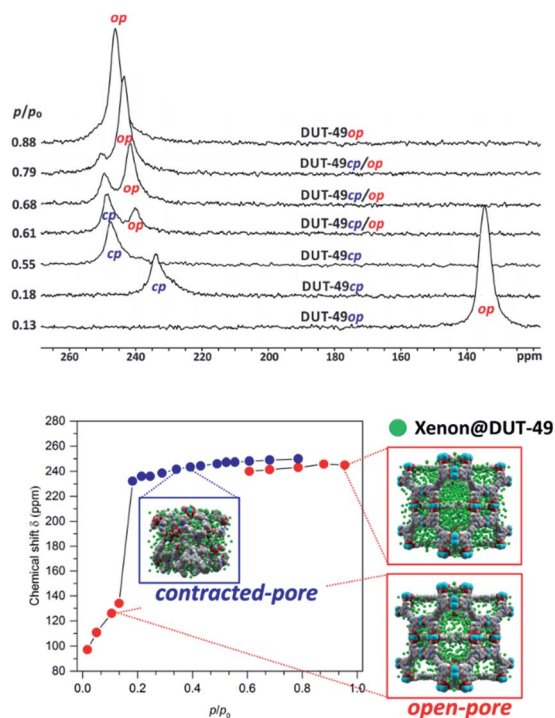 op
p/p₀
0.88
DUT-49op
0.79
op
DUT-49cp/op
0.68
op
DUT-49cp/op
0.61
cp
op
DUT-49cp/op
0.55
cp
DUT-49cp
0.18
cp
DUT-49cp
0.13
DUT-49op
op
260 240 220 200 180 160 140 ppm
Xenon@DUT-49
Chemical shift δ (ppm)
280
260
240
220
200
180
160
140
120
100
80
contracted-pore
0.0 0.2 0.4 0.6 0.8 1.0
p/p₀
open-pore